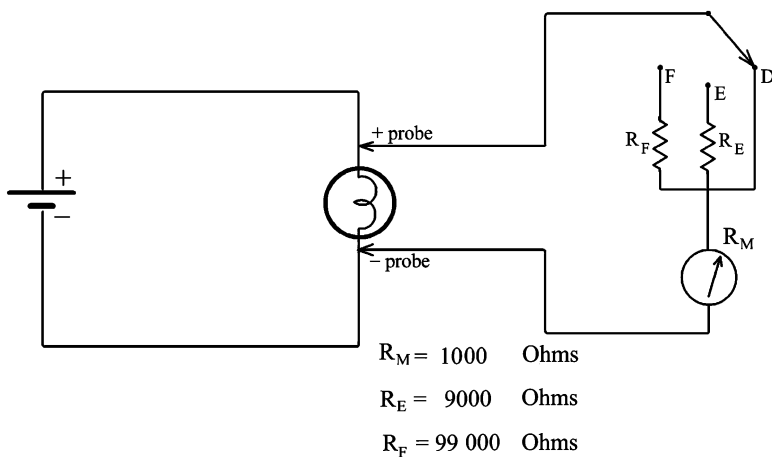 D
F
E
+ probe
R_F
R_E
+
−
− probe
R_M
R_M = 1000 Ohms
R_E = 9000 Ohms
R_F = 99 000 Ohms